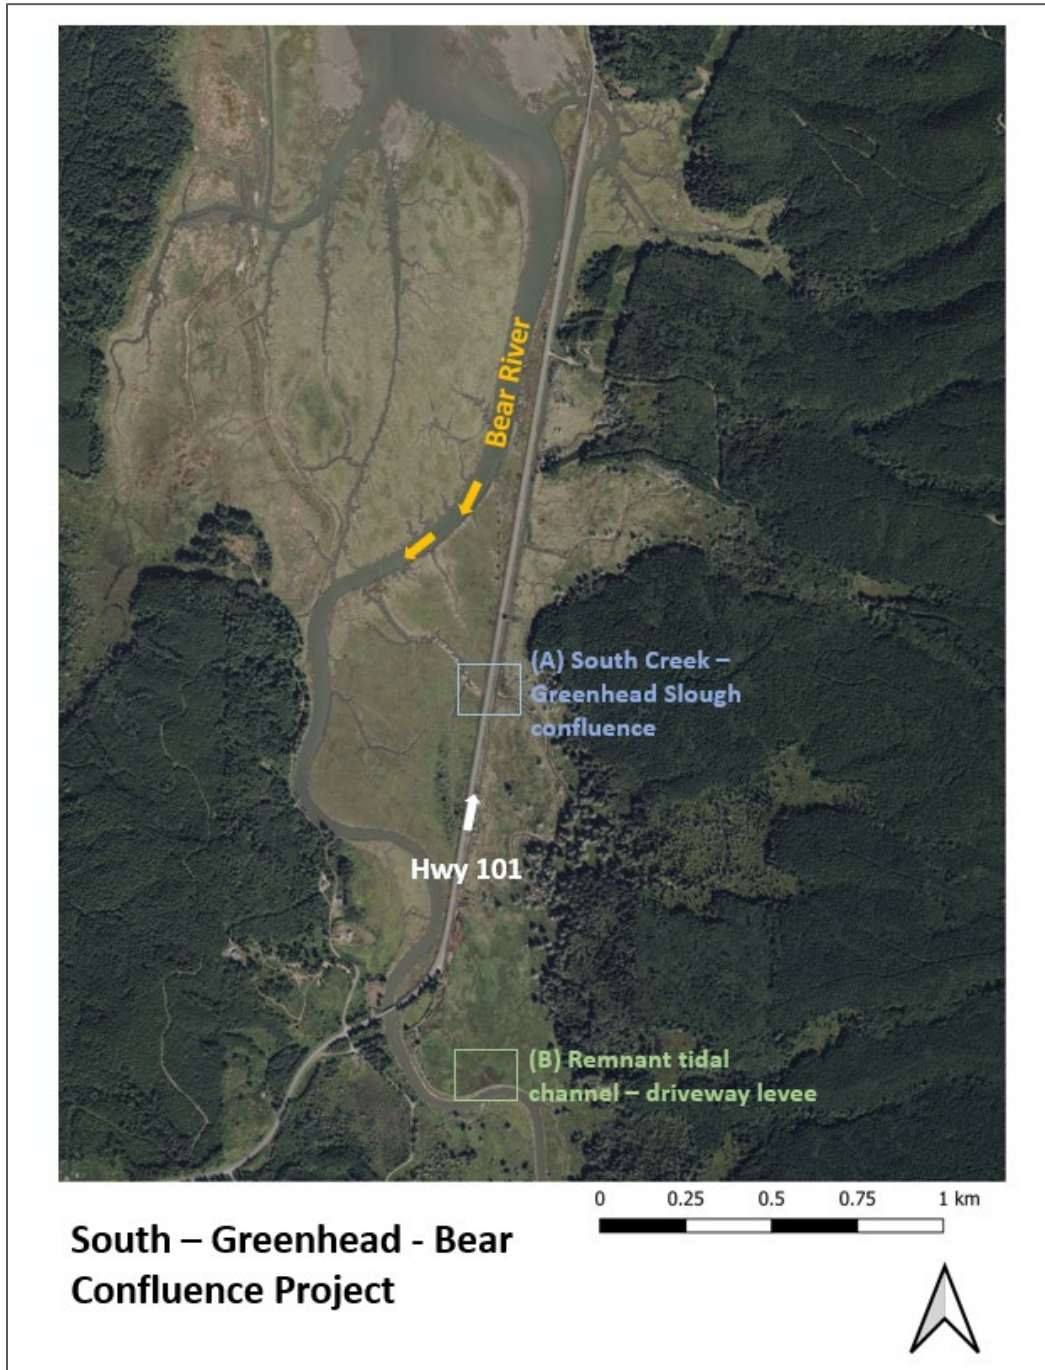 Bear River
(A) South Creek –
Greenhead Slough
confluence
Hwy 101
(B) Remnant tidal
channel – driveway levee
0 0.25 0.5 0.75 1 km
South – Greenhead - Bear
Confluence Project